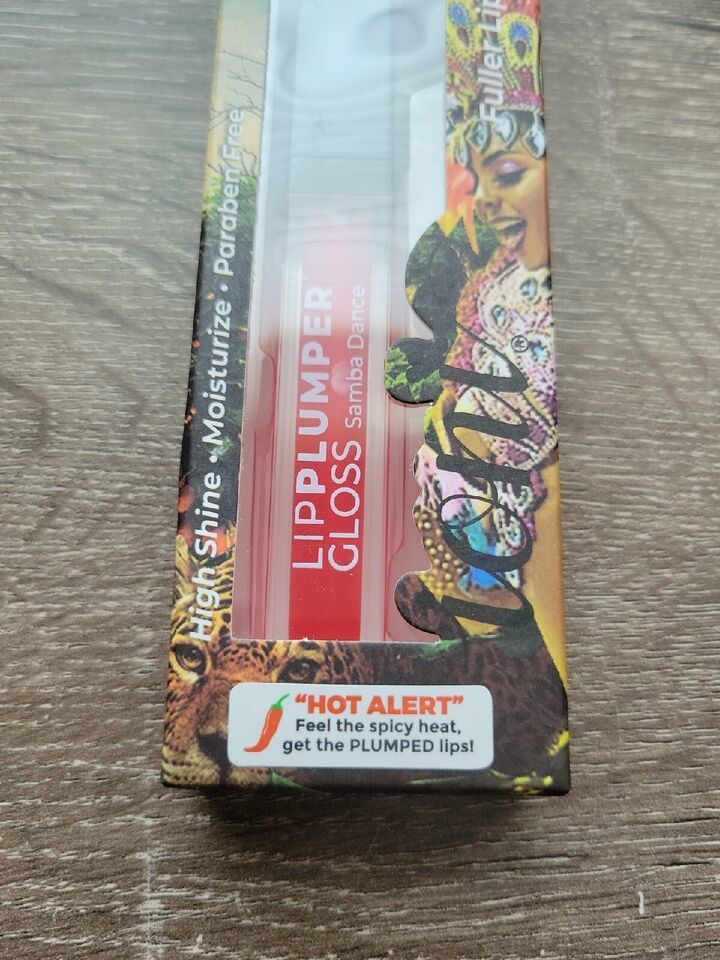 High Shine • Moisturize • Paraben Free
LIPPLUMPER
GLOSS Samba Dance
Fuller Lip
®
"HOT ALERT"
Feel the spicy heat,
get the PLUMPED lips!